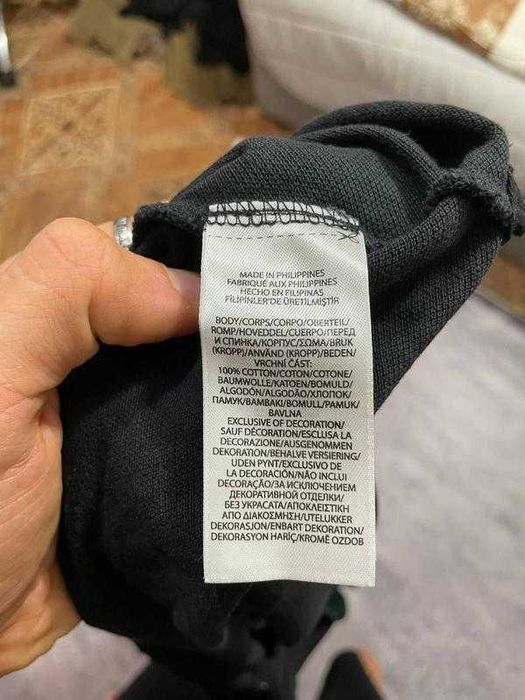 MADE IN PHILIPPINES
FABRIQUÉ AUX PHILIPPINES
HECHO EN FILIPINAS
FİLİPİNLER'DE ÜRETİLMİŞTİR
BODY/CORPS/CORPO/OBERTEIL/
ROMP/HOVEDDEL/CUERPO/ПЕРЕД
И СПИНКА/КОРПУС/ΣΩΜΑ/BRUK
(KROPP)/ANVÄND (KROPP)/BEDEN/
VRCHNÍ ČÁST:
100% COTTON/COTON/COTONE/
BAUMWOLLE/KATOEN/BOMULD/
ALGODÓN/ALGODÃO/ХЛОПОК/
ПАМУК/ΒΑΜΒΑΚΙ/BOMULL/PAMUK/
BAVLNA
EXCLUSIVE OF DECORATION/
SAUF DÉCORATION/ESCLUSA LA
DECORAZIONE/AUSGENOMMEN
DEKORATION/BEHALVE VERSIERING/
UDEN PYNT/EXCLUSIVO DE
LA DECORACIÓN/NÃO INCLUI
DECORAÇÃO/ЗА ИСКЛЮЧЕНИЕМ
ДЕКОРАТИВНОЙ ОТДЕЛКИ/
БЕЗ УКРАСАТА/ΑΠΟΚΛΕΙΣΤΙΚΗ
ΑΠΟ ΔΙΑΚΟΣΜΗΣΗ/UTELUKKER
DEKORASJON/ENBART DEKORATION/
DEKORASYON HARİÇ/KROMĚ OZDOB